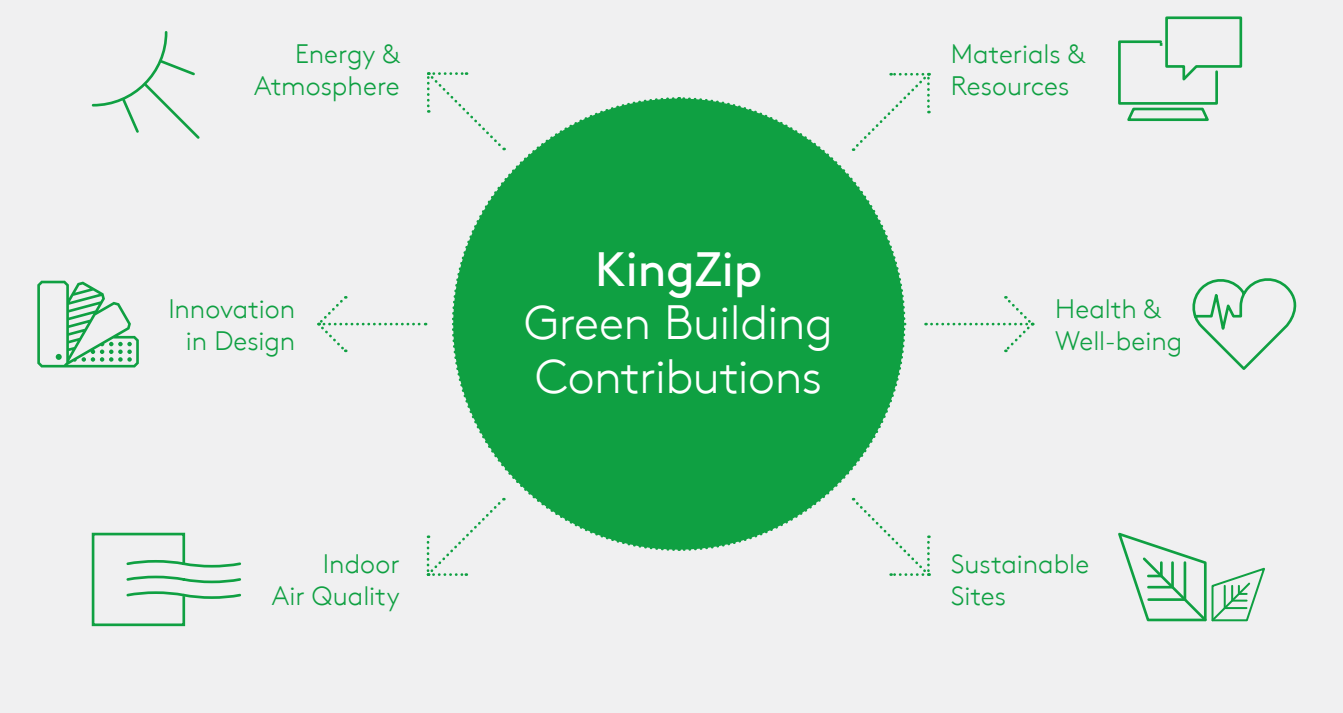 Energy &
Atmosphere
Materials &
Resources
KingZip
Green Building
Contributions
Innovation
in Design
Health &
Well-being
Indoor
Air Quality
Sustainable
Sites